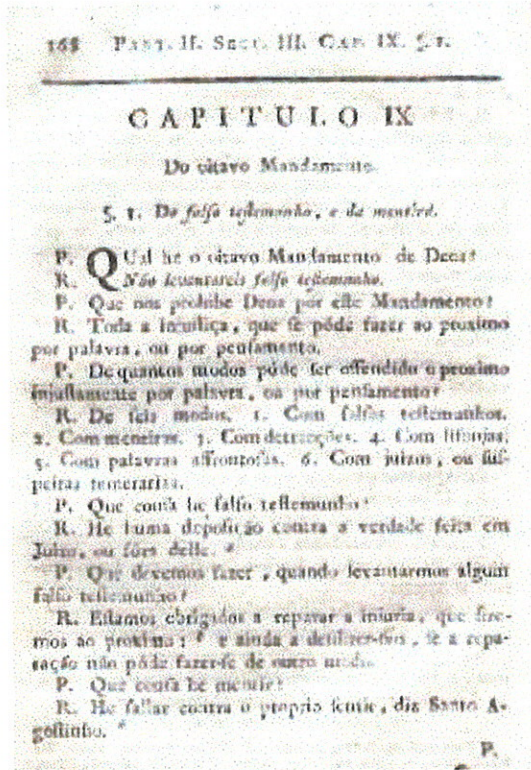 168 PART. II. SECT. III. CAP. IX. §. 1.
CAPITULO IX
Do oitavo Mandamento.
§. 1. Do falso testemunho, e da mentira.
P. QUal he o oitavo Mandamento de Deos?
R. Não levantareis falso testemunho.
P. Que nos prohibe Deos por este Mandamento?
R. Toda a injustiça, que se póde fazer ao proximo
por palavra, ou por pensamento.
P. De quantos modos póde ser offendido o proximo
injustamente por palavra, ou por pensamento?
R. De seis modos. 1. Com falsos testemunhos.
2. Com mentiras. 3. Com detracções. 4. Com lisonjas.
5. Com palavras affrontosas. 6. Com juizos, ou sus-
peitas temerarias.
P. Que cousa he falso testemunho?
R. He huma deposição contra a verdade feita em
Juizo, ou fóra delle.
P. Que devemos fazer, quando levantarmos algum
falso testemunho?
R. Estamos obrigados a reparar a injuria, que fize-
mos ao proximo; e ainda a desdizer-nos, se a repa-
ração não póde fazer-se de outro modo.
P. Que cousa he mentir?
R. He fallar contra o proprio sentir, diz Santo A-
gostinho.
P.